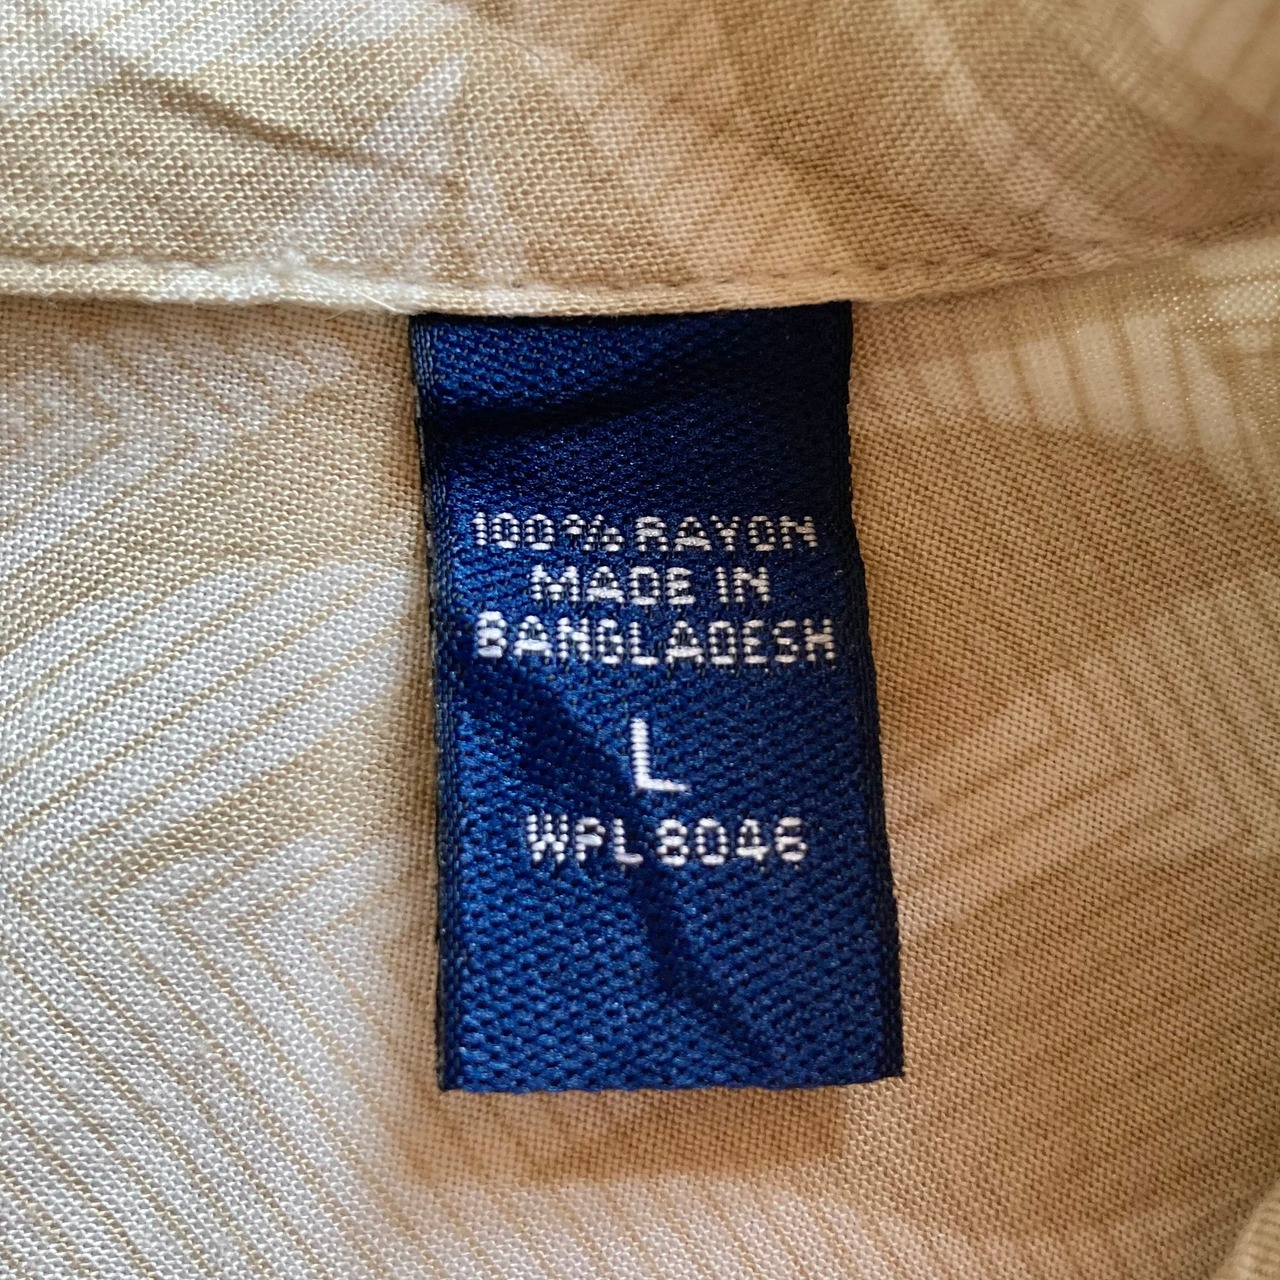 100% RAYON
MADE IN
BANGLADESH
L
WPL 8046